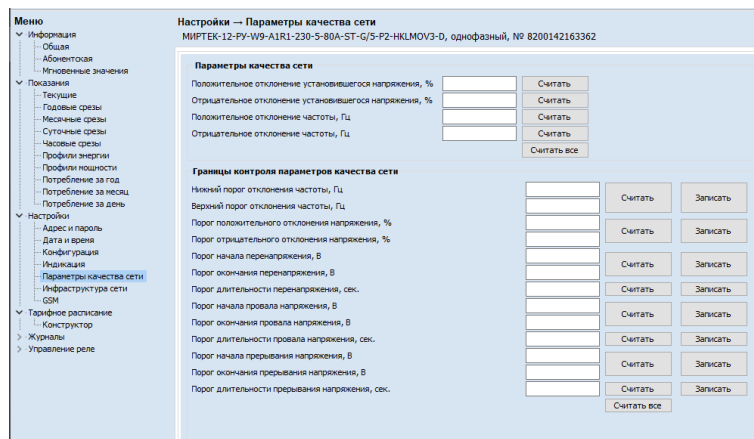 Меню
Информация
Общая
Абонентская
Мгновенные значения
Показания
Текущие
Годовые срезы
Месячные срезы
Суточные срезы
Часовые срезы
Профили энергии
Профили мощности
Потребление за год
Потребление за месяц
Потребление за день
Настройки
Адрес и пароль
Дата и время
Конфигурация
Индикация
Параметры качества сети
Инфраструктура сети
GSM
Тарифное расписание
Конструктор
Журналы
Управление реле
Настройки → Параметры качества сети
МИРТЕК-12-РУ-W9-A1R1-230-5-80A-ST-G/5-P2-HKLMOV3-D, однофазный, № 8200142163362
Параметры качества сети
Положительное отклонение установившегося напряжения, % Считать
Отрицательное отклонение установившегося напряжения, % Считать
Положительное отклонение частоты, Гц Считать
Отрицательное отклонение частоты, Гц Считать
Считать все
Границы контроля параметров качества сети
Нижний порог отклонения частоты, Гц
Считать Записать
Верхний порог отклонения частоты, Гц
Порог положительного отклонения напряжения, %
Считать Записать
Порог отрицательного отклонения напряжения, %
Порог начала перенапряжения, В
Считать Записать
Порог окончания перенапряжения, В
Порог длительности перенапряжения, сек. Считать Записать
Порог начала провала напряжения, В
Считать Записать
Порог окончания провала напряжения, В
Порог длительности провала напряжения, сек. Считать Записать
Порог начала прерывания напряжения, В
Считать Записать
Порог окончания прерывания напряжения, В
Порог длительности прерывания напряжения, сек. Считать Записать
Считать все